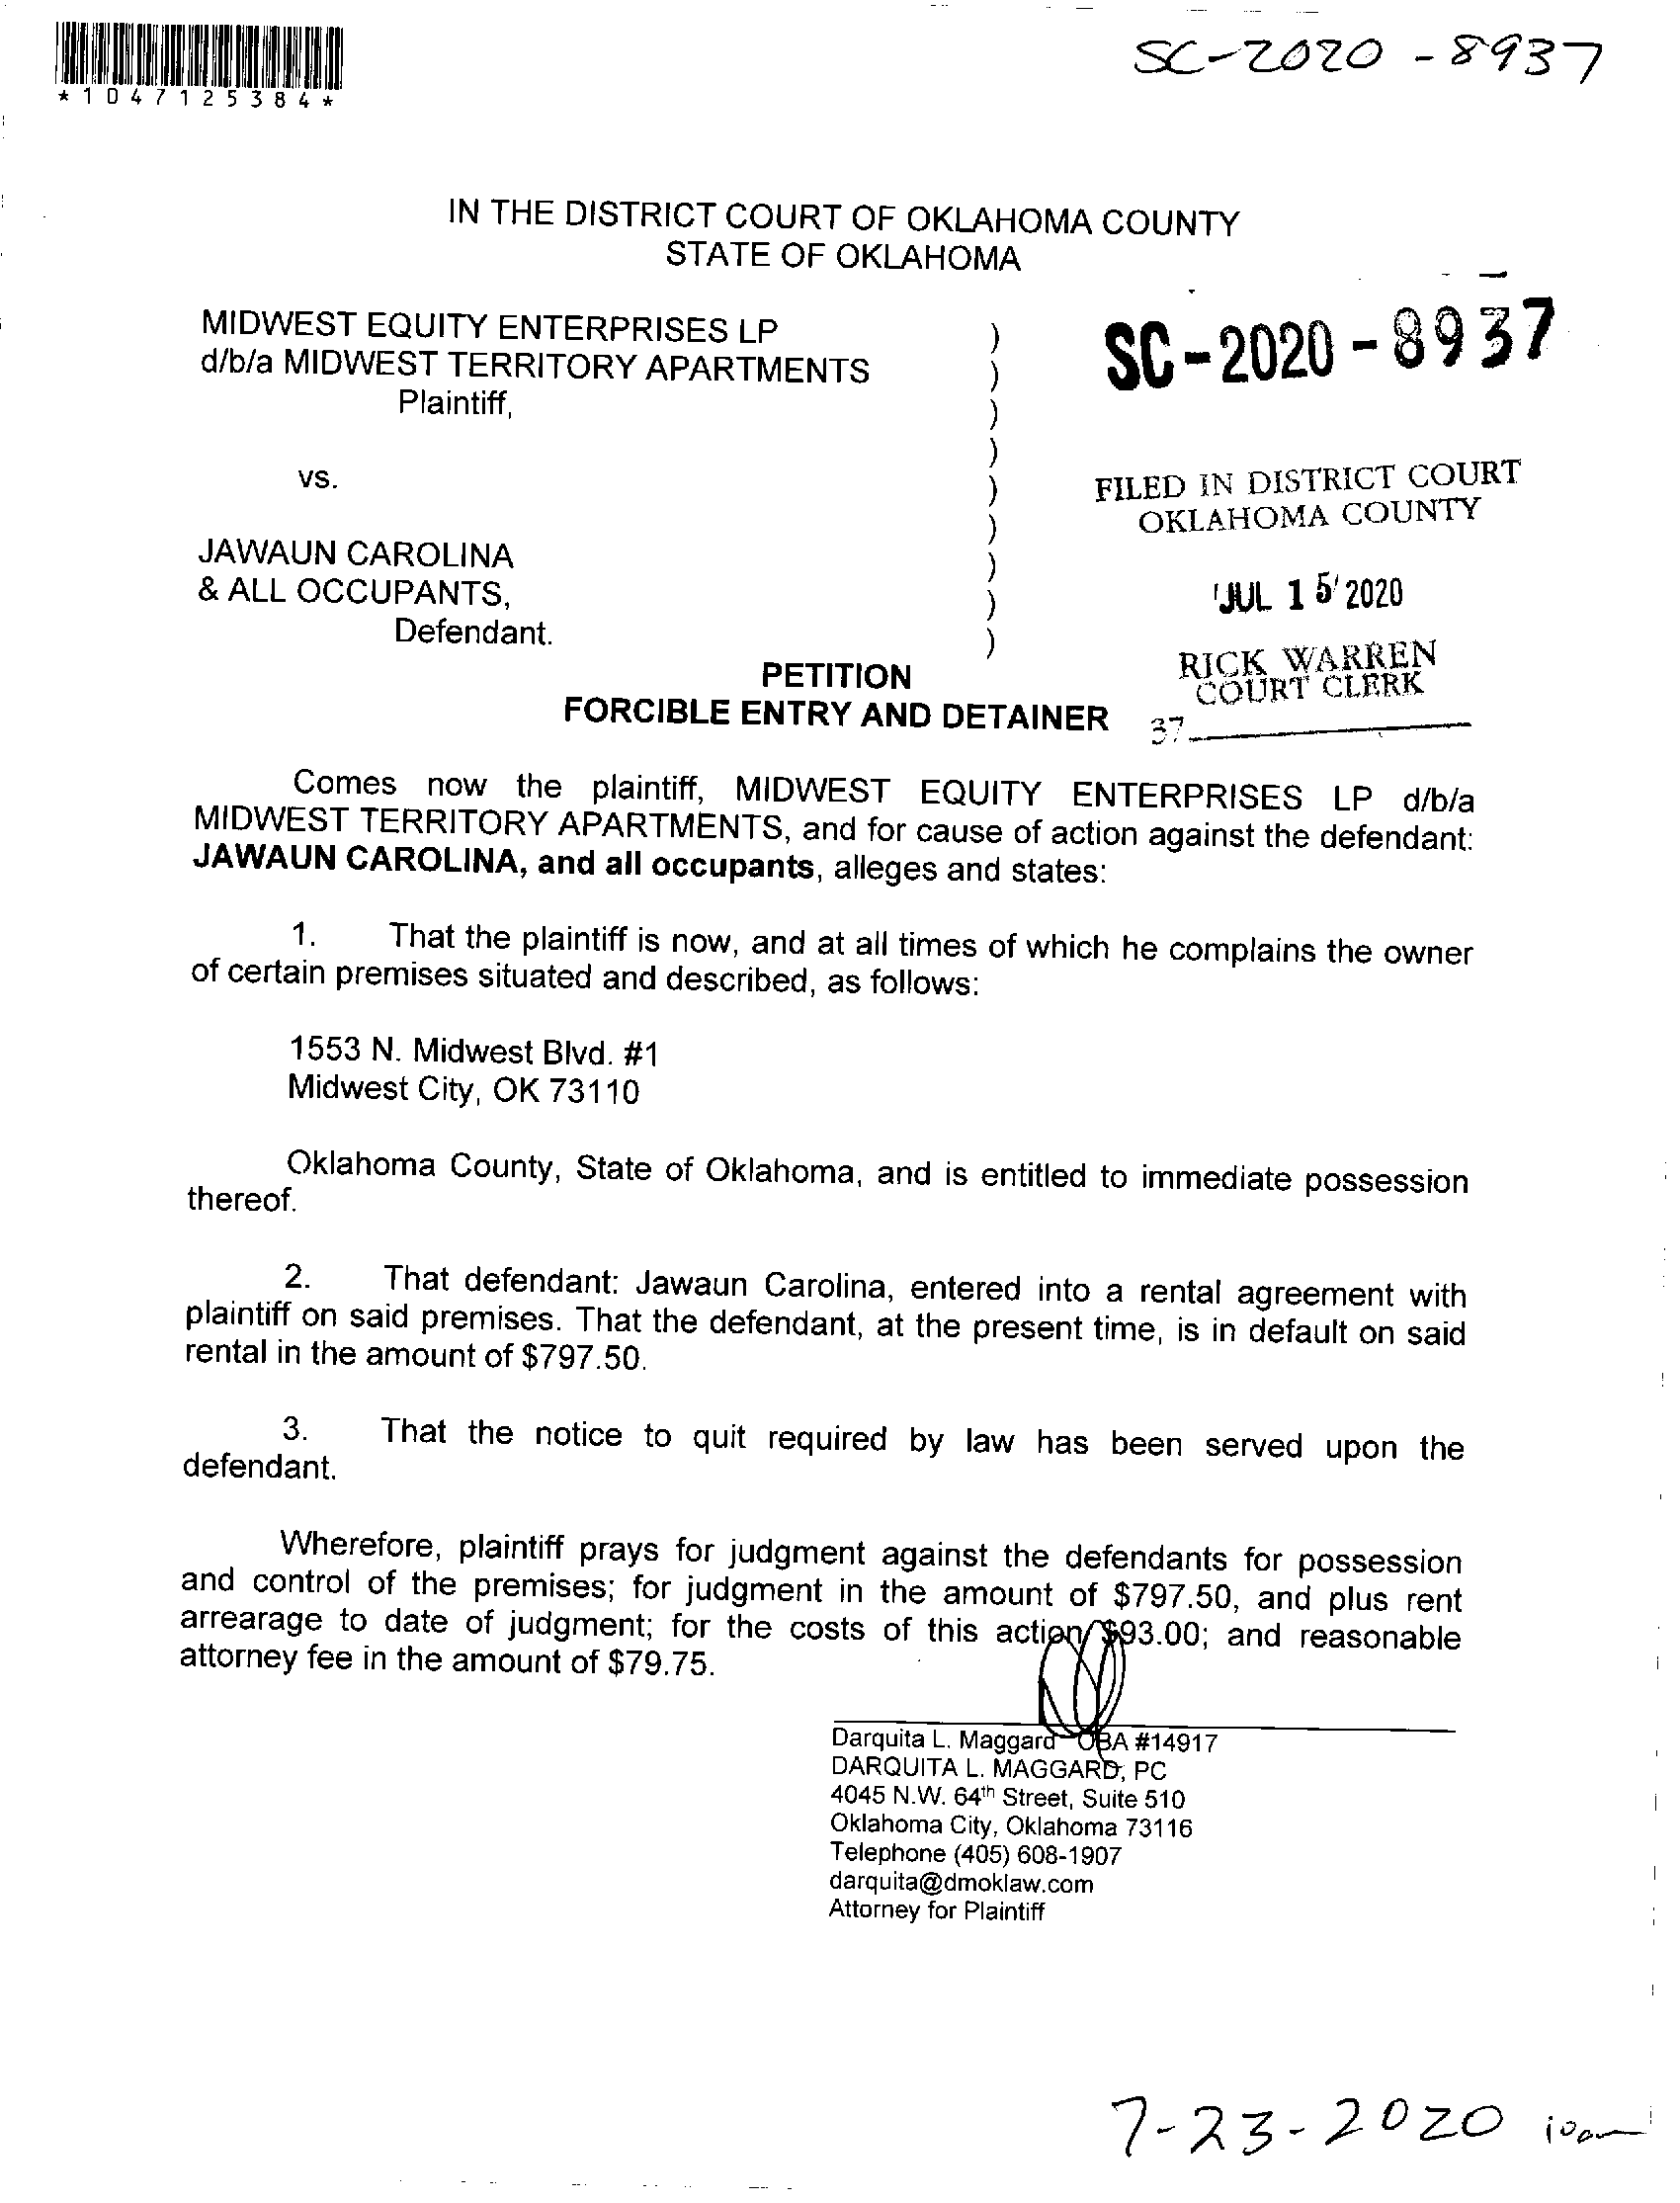 SC-2020-8937
*1047125384*
IN THE DISTRICT COURT OF OKLAHOMA COUNTY
STATE OF OKLAHOMA
MIDWEST EQUITY ENTERPRISES LP )
d/b/a MIDWEST TERRITORY APARTMENTS )
Plaintiff, )
)
vs. )
)
JAWAUN CAROLINA )
& ALL OCCUPANTS, )
Defendant. )
SC-2020-8937
FILED IN DISTRICT COURT
OKLAHOMA COUNTY
JUL 15 2020
RICK WARREN
COURT CLERK
37
PETITION
FORCIBLE ENTRY AND DETAINER
Comes now the plaintiff, MIDWEST EQUITY ENTERPRISES LP d/b/a
MIDWEST TERRITORY APARTMENTS, and for cause of action against the defendant:
JAWAUN CAROLINA, and all occupants, alleges and states:
1. That the plaintiff is now, and at all times of which he complains the owner
of certain premises situated and described, as follows:
1553 N. Midwest Blvd. #1
Midwest City, OK 73110
Oklahoma County, State of Oklahoma, and is entitled to immediate possession
thereof.
2. That defendant: Jawaun Carolina, entered into a rental agreement with
plaintiff on said premises. That the defendant, at the present time, is in default on said
rental in the amount of $797.50.
3. That the notice to quit required by law has been served upon the
defendant.
Wherefore, plaintiff prays for judgment against the defendants for possession
and control of the premises; for judgment in the amount of $797.50, and plus rent
arrearage to date of judgment; for the costs of this action $93.00; and reasonable
attorney fee in the amount of $79.75.
Darquita L. Maggard OBA #14917
DARQUITA L. MAGGARD, PC
4045 N.W. 64th Street, Suite 510
Oklahoma City, Oklahoma 73116
Telephone (405) 608-1907
darquita@dmoklaw.com
Attorney for Plaintiff
7-23-2020 10am